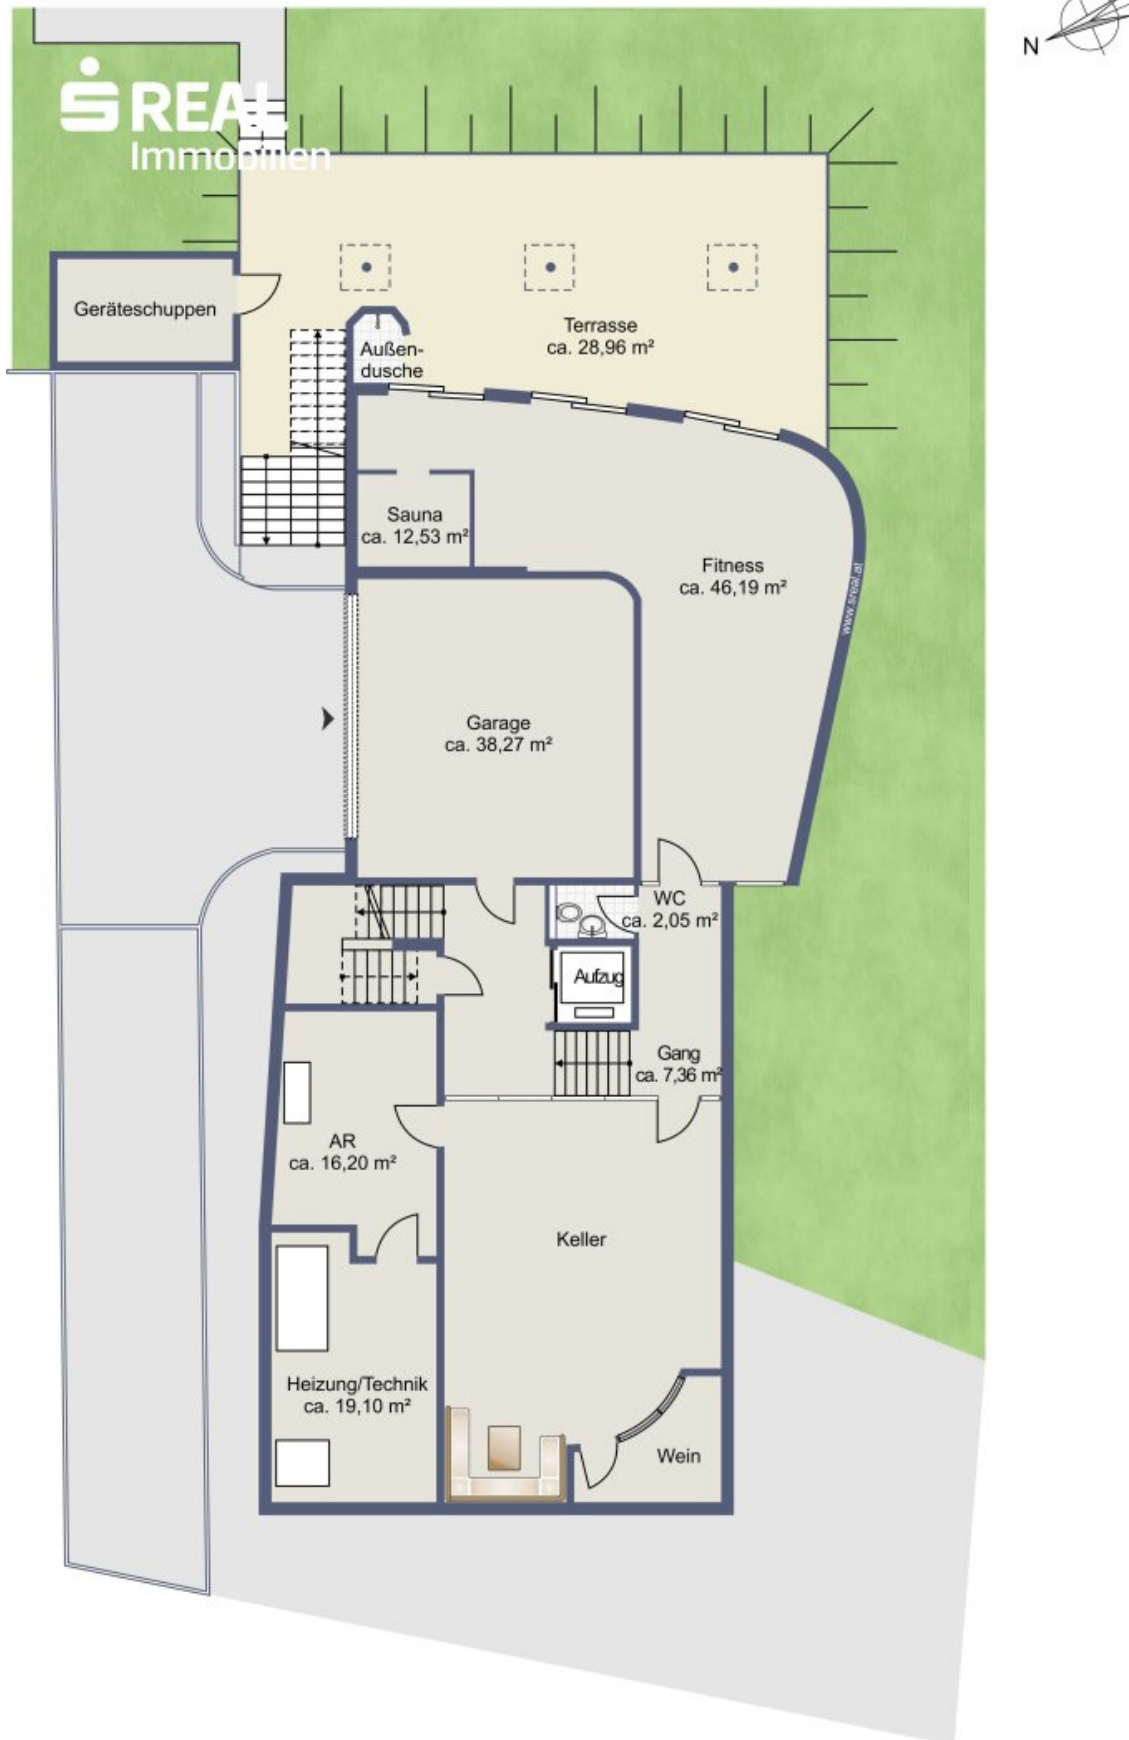 N
S REAL
Immobilien
Geräteschuppen
Terrasse
ca. 28,96 m²
Außen-
dusche
Sauna
ca. 12,53 m²
Fitness
ca. 46,19 m²
www.sreal.at
Garage
ca. 38,27 m²
WC
ca. 2,05 m²
Aufzug
Gang
ca. 7,36 m²
AR
ca. 16,20 m²
Keller
Heizung/Technik
ca. 19,10 m²
Wein